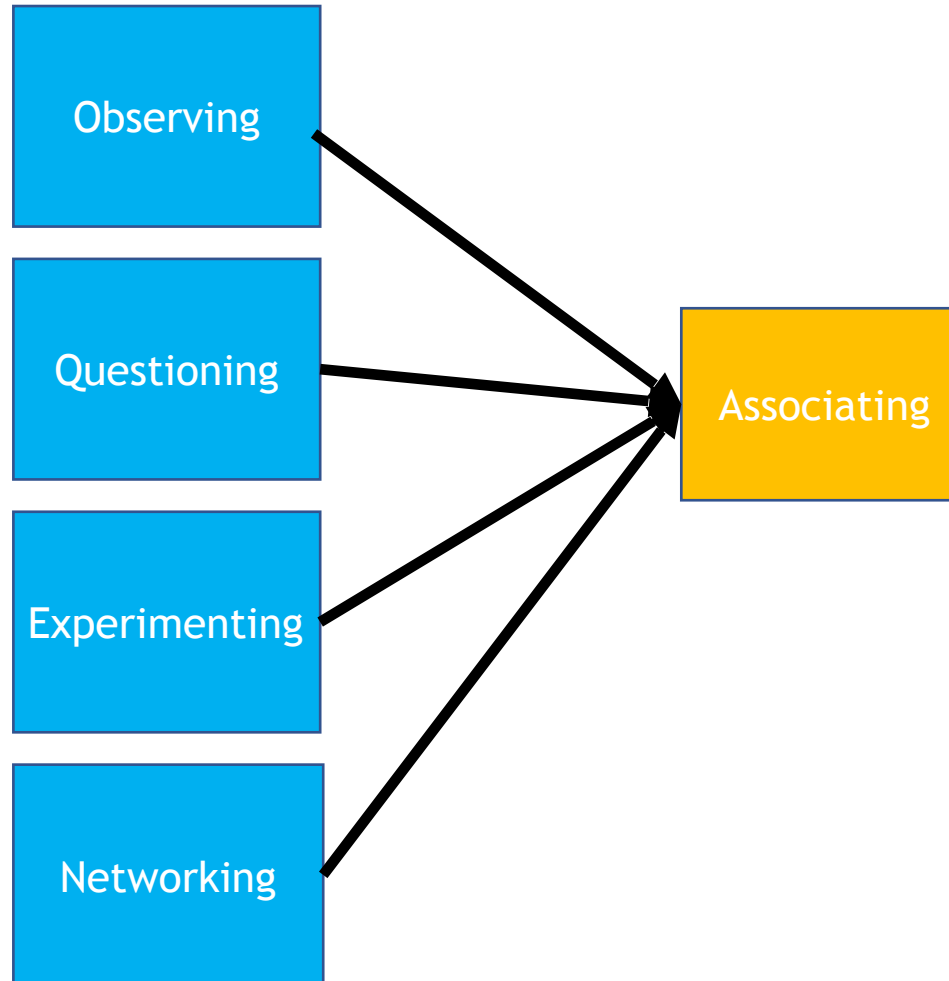 Observing
Questioning
Associating
Experimenting
Networking